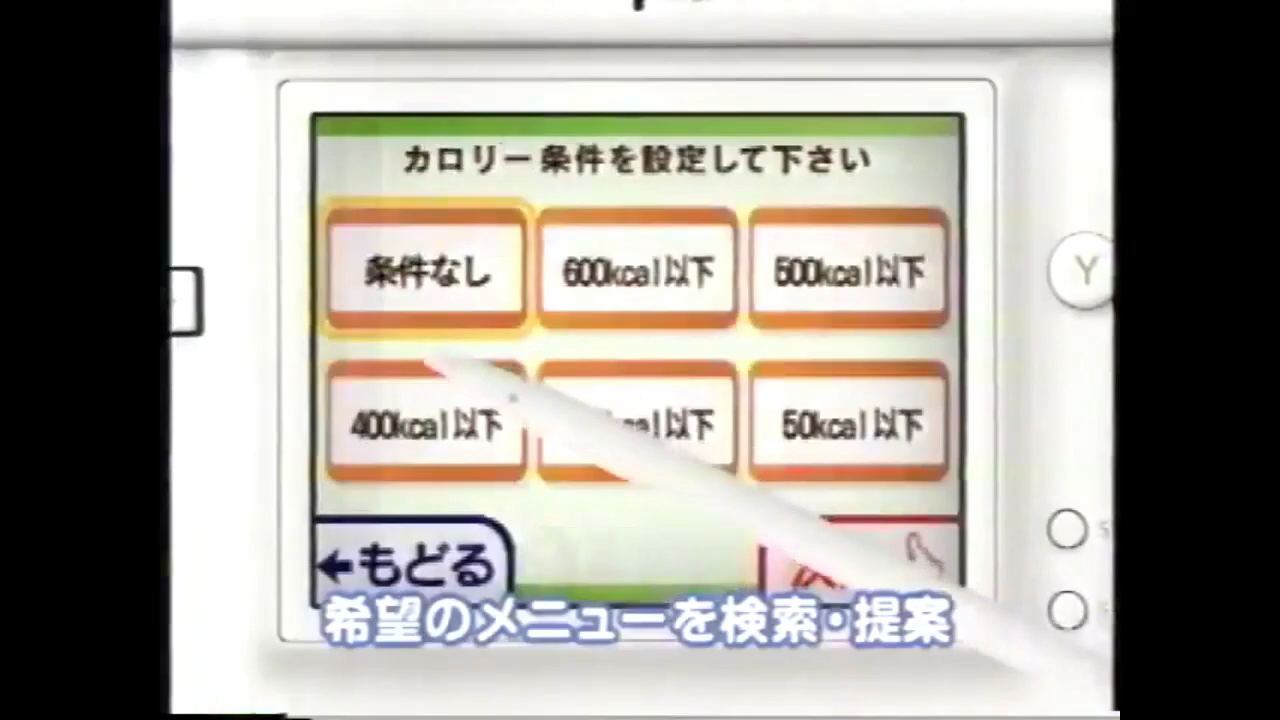 カロリー条件を設定して下さい
条件なし
600kcal以下
500kcal以下
400kcal以下
以下
50kcal以下
←もどる
希望のメニューを検索・提案
Y